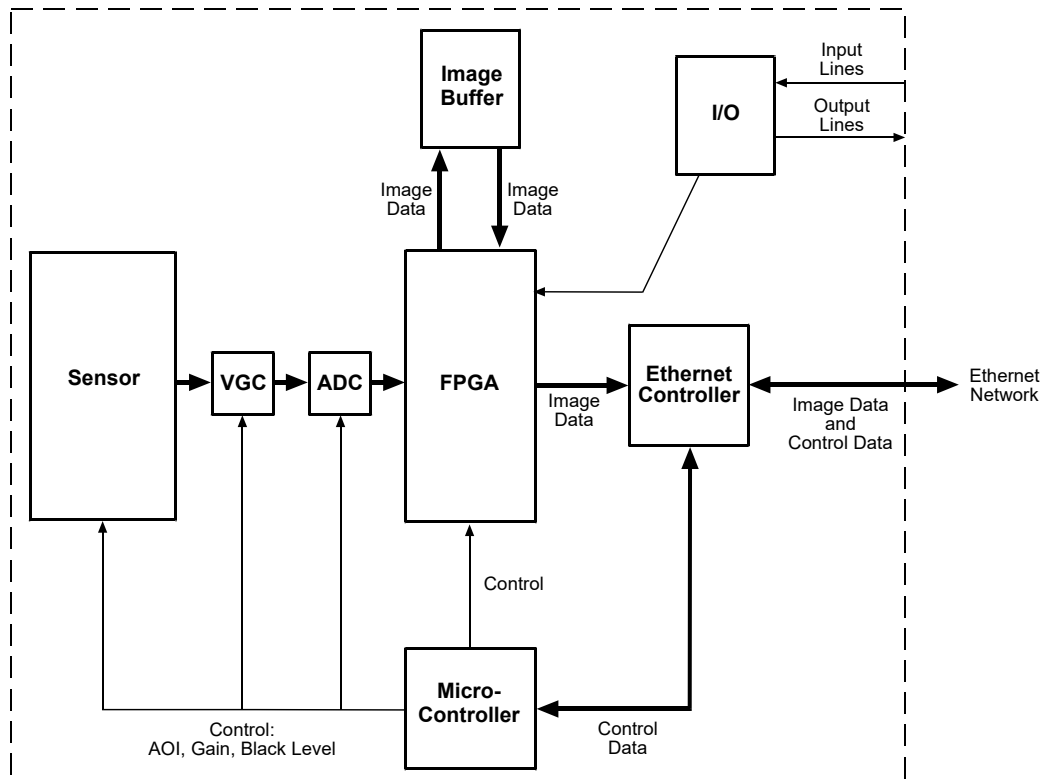 Image
Buffer
I/O
Input
Lines
Output
Lines
Image
Data
Image
Data
Sensor
VGC
ADC
FPGA
Image
Data
Ethernet
Controller
Image Data
and
Control Data
Ethernet
Network
Control
Micro-
Controller
Control:
AOI, Gain, Black Level
Control
Data